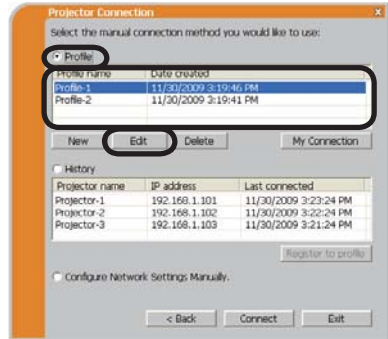 Projector Connection
Select the manual connection method you would like to use:
Profile
Profile name Date created
Profile-1 11/30/2009 3:19:46 PM
Profile-2 11/30/2009 3:19:41 PM
New Edit Delete My Connection
History
Projector name IP address Last connected
Projector-1 192.168.1.101 11/30/2009 3:23:24 PM
Projector-2 192.168.1.102 11/30/2009 3:22:24 PM
Projector-3 192.168.1.103 11/30/2009 3:21:24 PM
Register to profile
Configure Network Settings Manually.
< Back Connect Exit